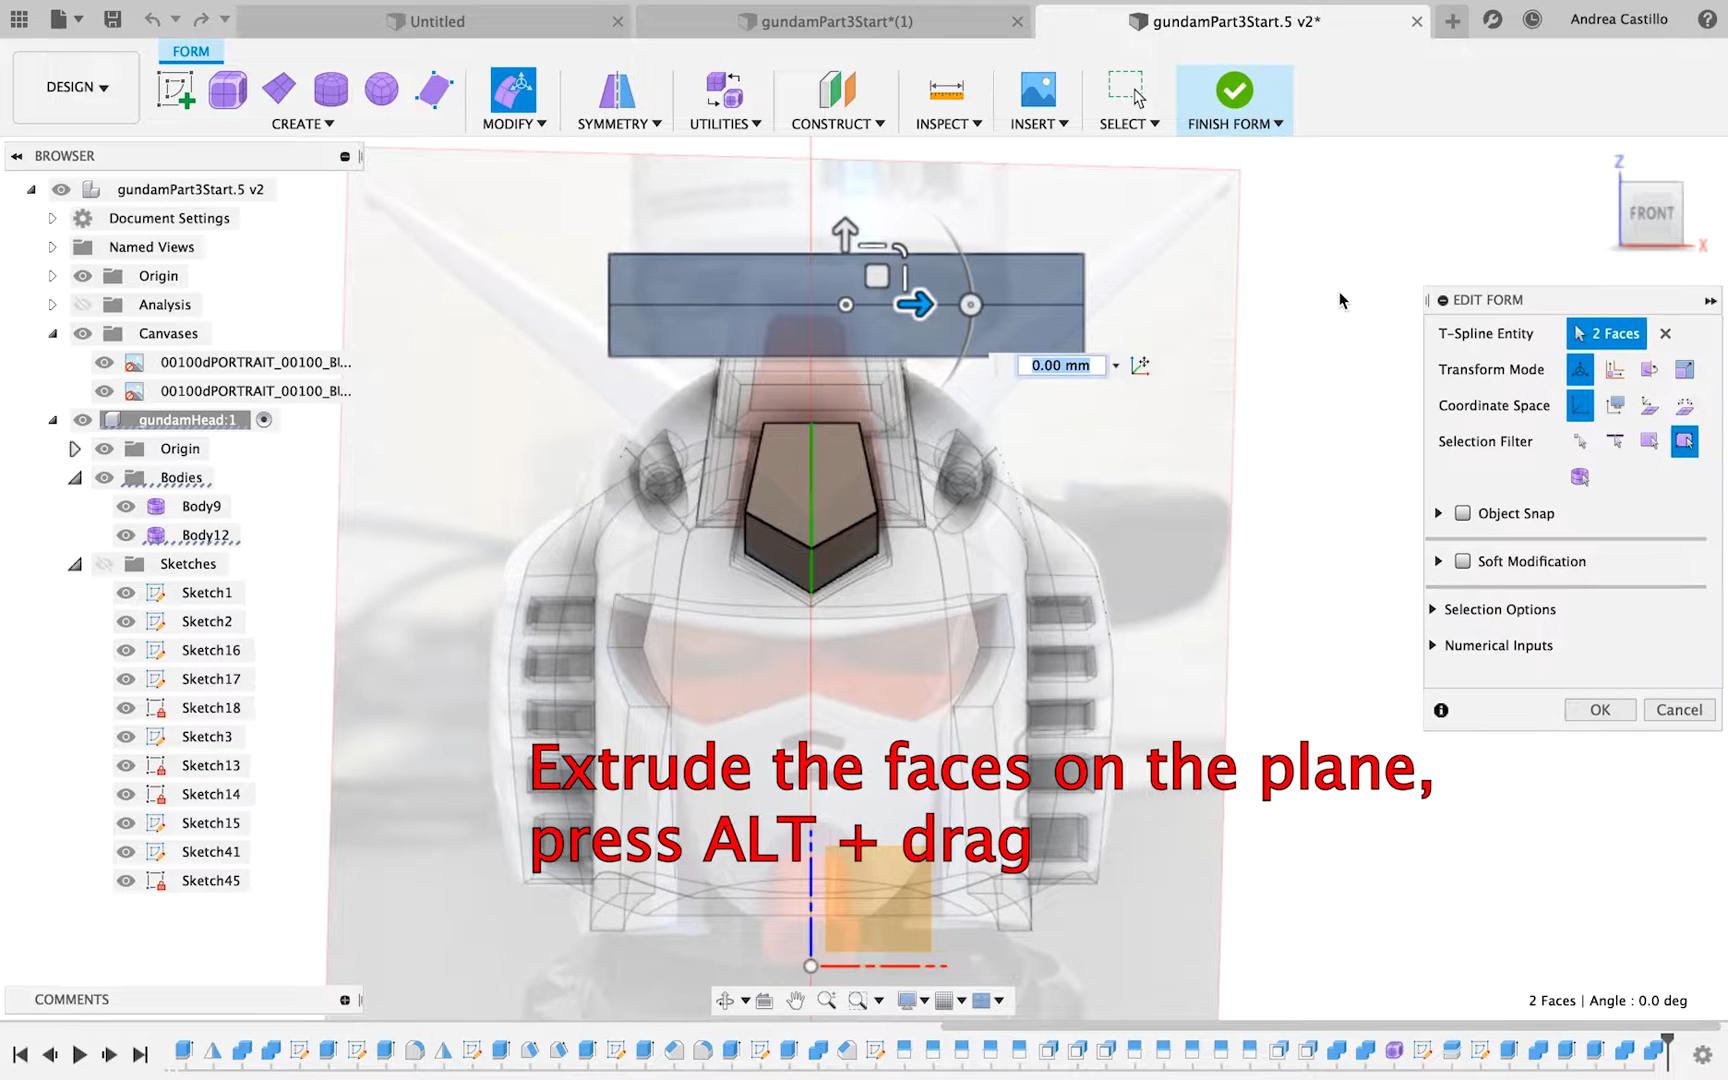 Untitled
gundamPart3Start*(1)
gundamPart3Start.5 v2*
Andrea Castillo
FORM
DESIGN
CREATE
MODIFY
SYMMETRY
UTILITIES
CONSTRUCT
INSPECT
INSERT
SELECT
FINISH FORM
BROWSER
gundamPart3Start.5 v2
Document Settings
Named Views
Origin
Analysis
Canvases
00100dPORTRAIT_00100_Bl...
00100dPORTRAIT_00100_Bl...
gundamHead:1
Origin
Bodies
Body9
Body12
Sketches
Sketch1
Sketch2
Sketch16
Sketch17
Sketch18
Sketch3
Sketch13
Sketch14
Sketch15
Sketch41
Sketch45
COMMENTS
0.00 mm
Z
FRONT
X
EDIT FORM
T-Spline Entity
2 Faces
Transform Mode
Coordinate Space
Selection Filter
Object Snap
Soft Modification
Selection Options
Numerical Inputs
OK
Cancel
Extrude the faces on the plane,
press ALT + drag
2 Faces | Angle : 0.0 deg